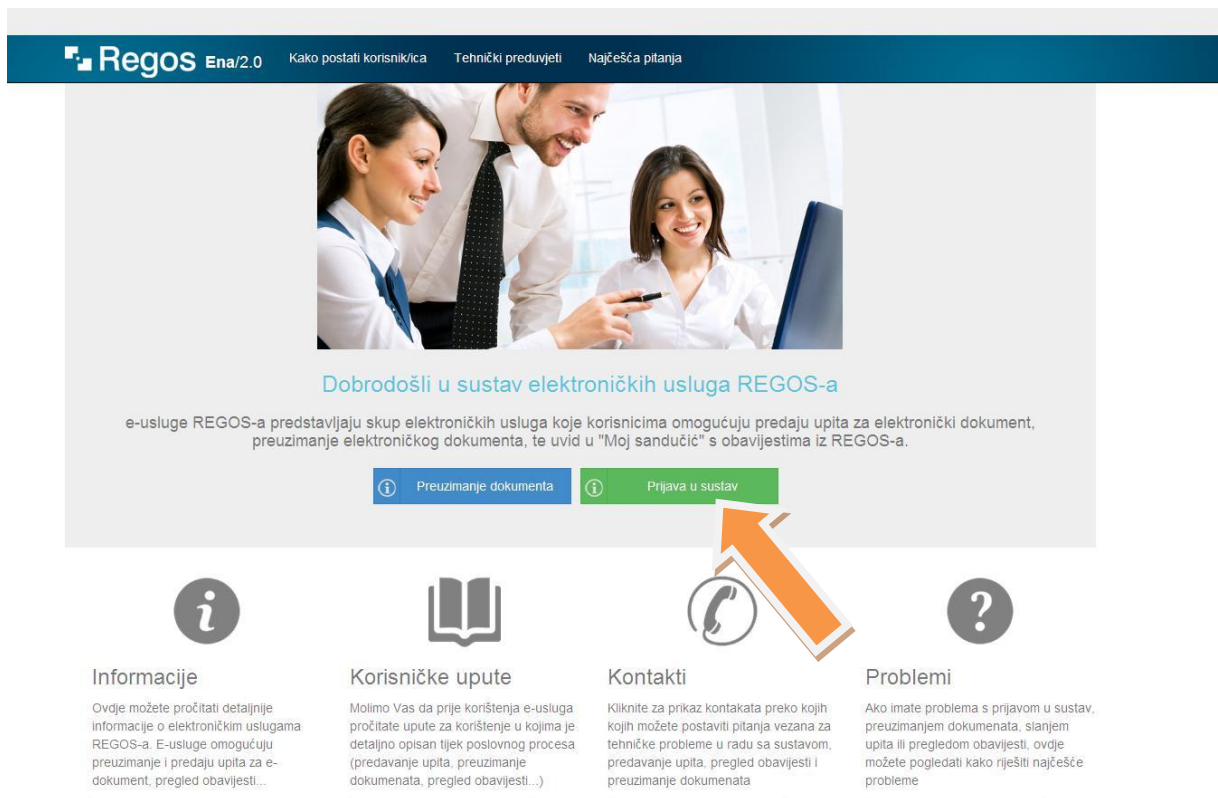 Regos Ena/2.0 Kako postati korisnik/ica Tehnički preduvjeti Najčešća pitanja
Dobrodošli u sustav elektroničkih usluga REGOS-a
e-usluge REGOS-a predstavljaju skup elektroničkih usluga koje korisnicima omogućuju predaju upita za elektronički dokument,
preuzimanje elektroničkog dokumenta, te uvid u "Moj sandučić" s obavijestima iz REGOS-a.
Preuzimanje dokumenta Prijava u sustav
Informacije
Ovdje možete pročitati detaljnije
informacije o elektroničkim uslugama
REGOS-a. E-usluge omogućuju
preuzimanje i predaju upita za e-
dokument, pregled obavijesti...
Korisničke upute
Molimo Vas da prije korištenja e-usluga
pročitate upute za korištenje u kojima je
detaljno opisan tijek poslovnog procesa
(predavanje upita, preuzimanje
dokumenata, pregled obavijesti...)
Kontakti
Kliknite za prikaz kontakata preko kojih
kojih možete postaviti pitanja vezana za
tehničke probleme u radu sa sustavom,
predavanje upita, pregled obavijesti i
preuzimanje dokumenata
Problemi
Ako imate problema s prijavom u sustav,
preuzimanjem dokumenata, slanjem
upita ili pregledom obavijesti, ovdje
možete pogledati kako riješiti najčešće
probleme